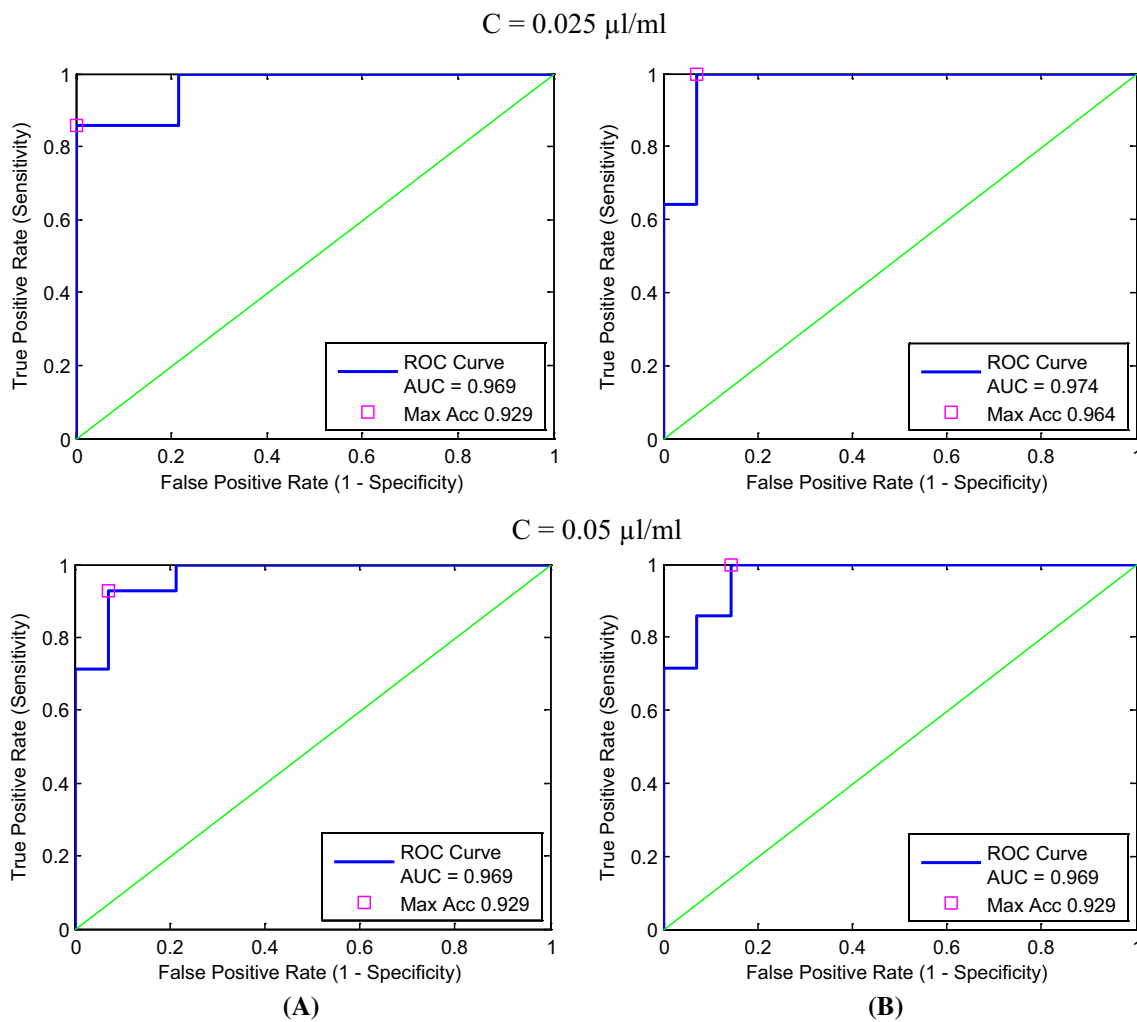 C = 0.025 µl/ml
1
0.8
0.6
0.4
0.2
0
0 0.2 0.4 0.6 0.8 1
True Positive Rate (Sensitivity)
False Positive Rate (1 - Specificity)
ROC Curve
AUC = 0.969
Max Acc 0.929
1
0.8
0.6
0.4
0.2
0
0 0.2 0.4 0.6 0.8 1
True Positive Rate (Sensitivity)
False Positive Rate (1 - Specificity)
ROC Curve
AUC = 0.974
Max Acc 0.964
C = 0.05 µl/ml
1
0.8
0.6
0.4
0.2
0
0 0.2 0.4 0.6 0.8 1
True Positive Rate (Sensitivity)
False Positive Rate (1 - Specificity)
ROC Curve
AUC = 0.969
Max Acc 0.929
(A)
1
0.8
0.6
0.4
0.2
0
0 0.2 0.4 0.6 0.8 1
True Positive Rate (Sensitivity)
False Positive Rate (1 - Specificity)
ROC Curve
AUC = 0.969
Max Acc 0.929
(B)